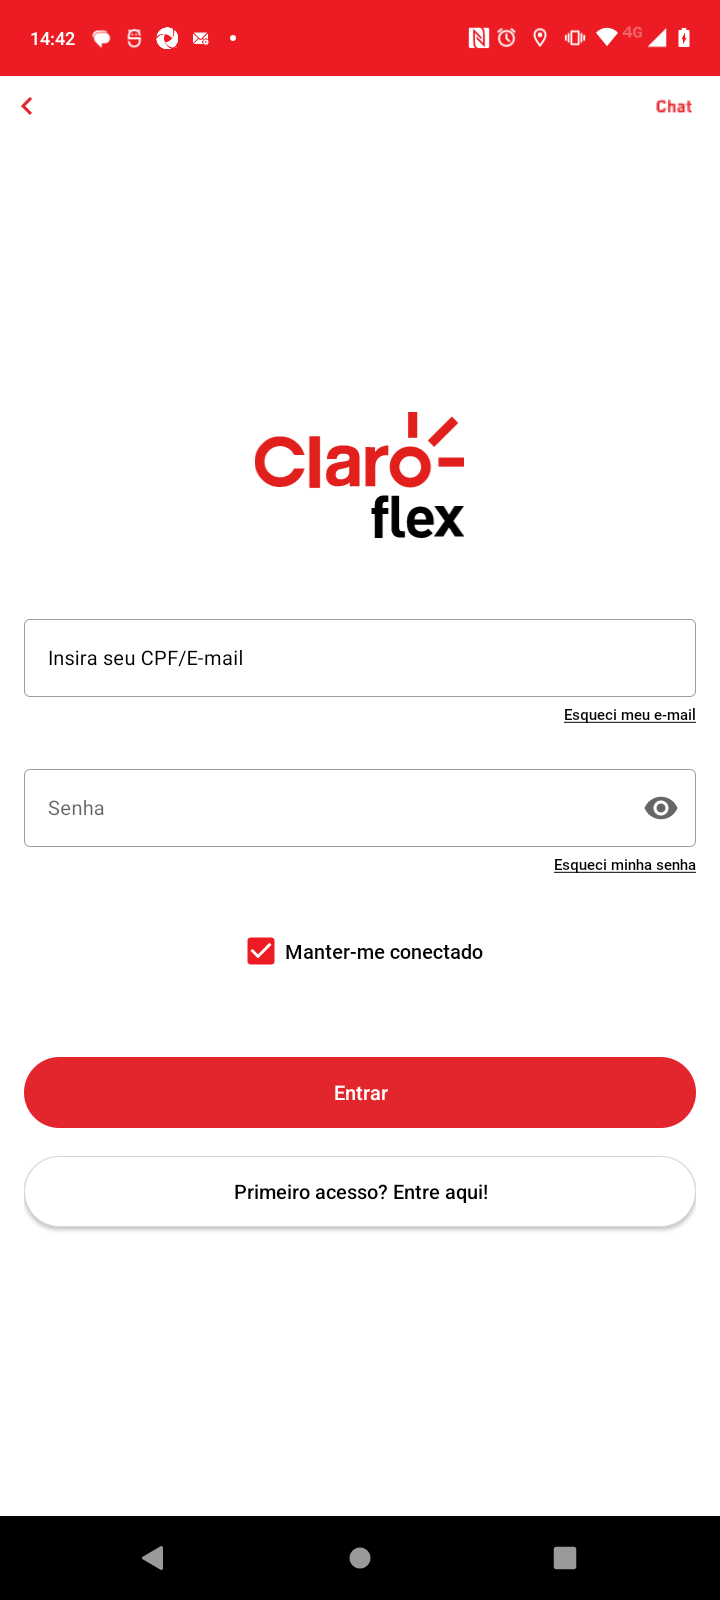 14:42
4G
Chat
Claro
flex
Insira seu CPF/E-mail
Esqueci meu e-mail
Senha
Esqueci minha senha
Manter-me conectado
Entrar
Primeiro acesso? Entre aqui!